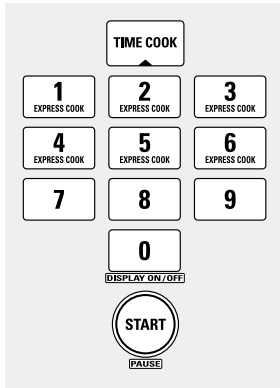 TIME COOK
1 2 3
EXPRESS COOK EXPRESS COOK EXPRESS COOK
4 5 6
EXPRESS COOK EXPRESS COOK EXPRESS COOK
7 8 9
0
DISPLAY ON/OFF
START
PAUSE